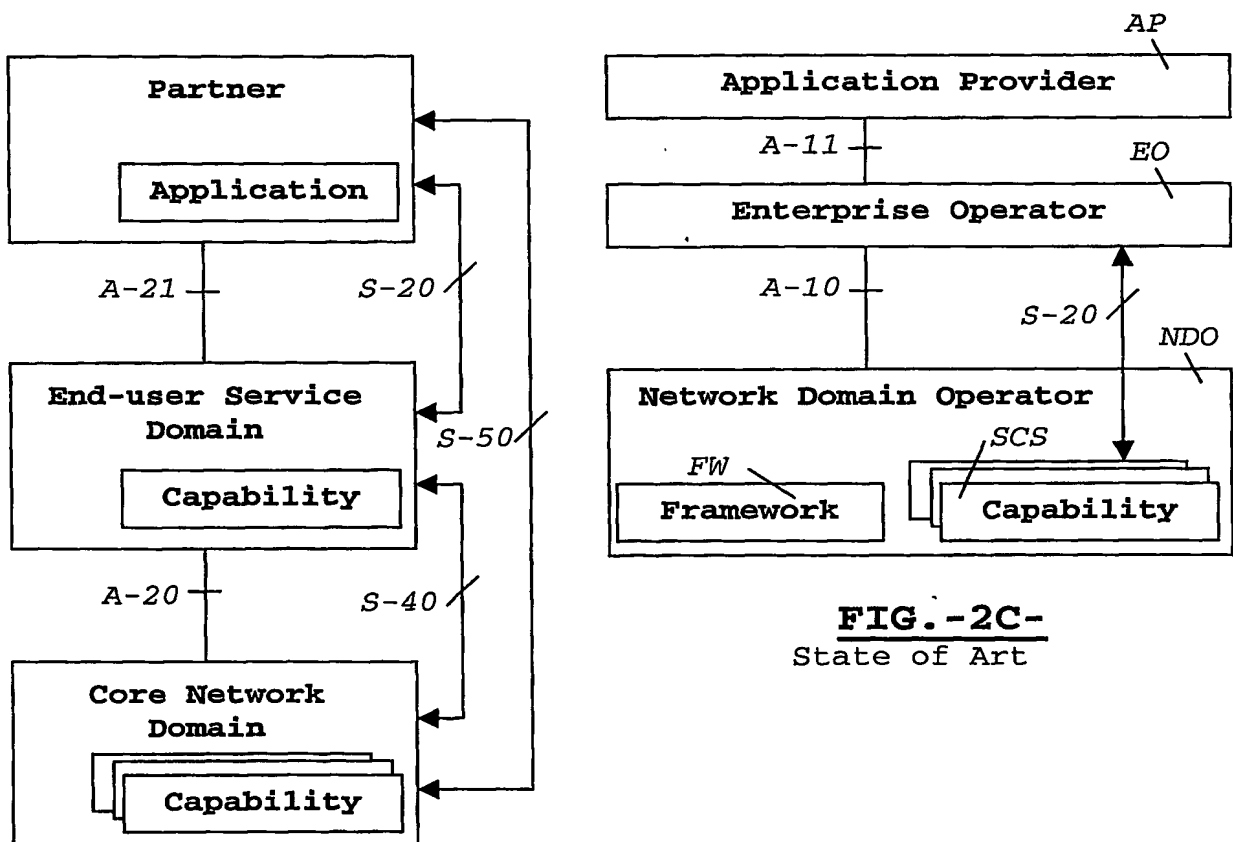 Partner
Application
A-21
S-20
End-user Service
Domain
S-50
Capability
A-20
S-40
Core Network
Domain
Capability
AP
Application Provider
A-11
EO
Enterprise Operator
A-10
S-20
NDO
Network Domain Operator
SCS
FW
Framework
Capability
FIG.-2C-
State of Art